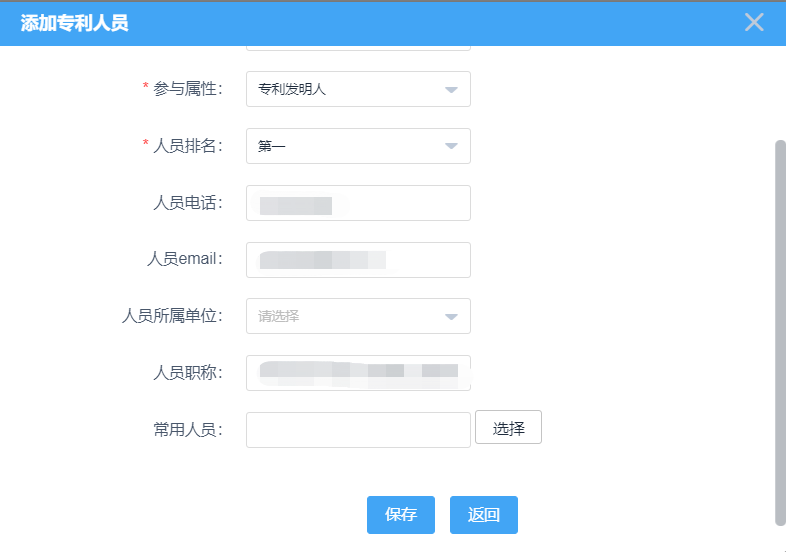 添加专利人员
* 参与属性： 专利发明人
* 人员排名： 第一
人员电话：
人员email：
人员所属单位： 请选择
人员职称：
常用人员： 选择
保存 返回